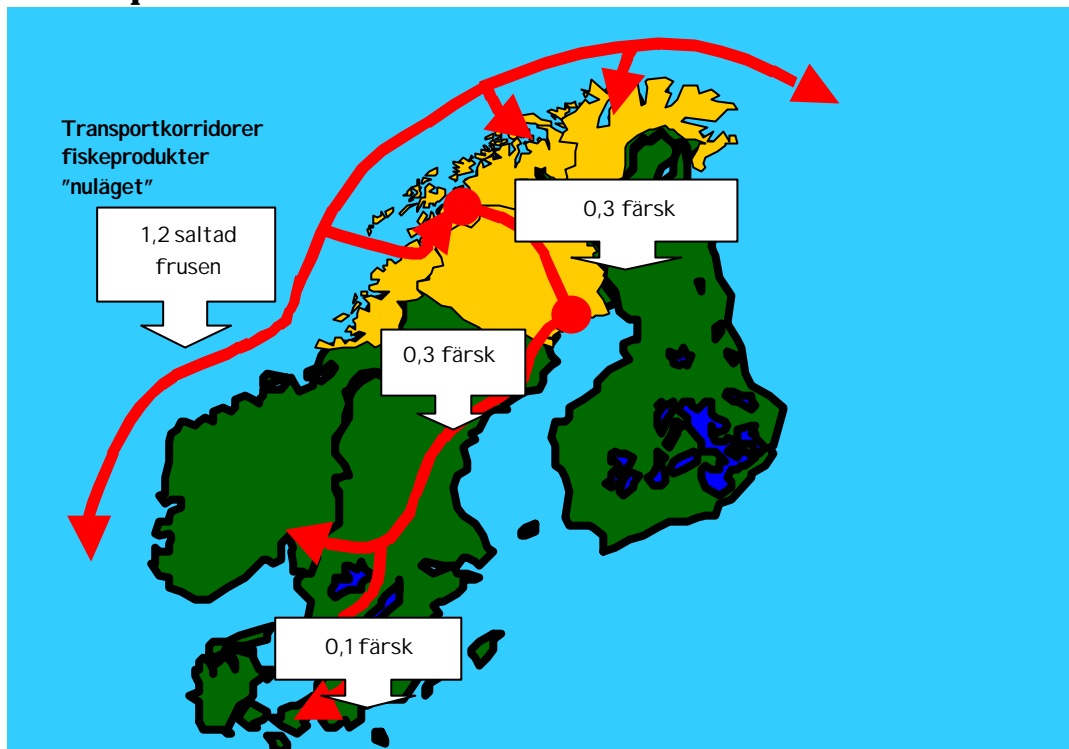 Transportkorridorer
fiskeprodukter
”nuläget”
1,2 saltad
frusen
0,3 färsk
0,3 färsk
0,1 färsk